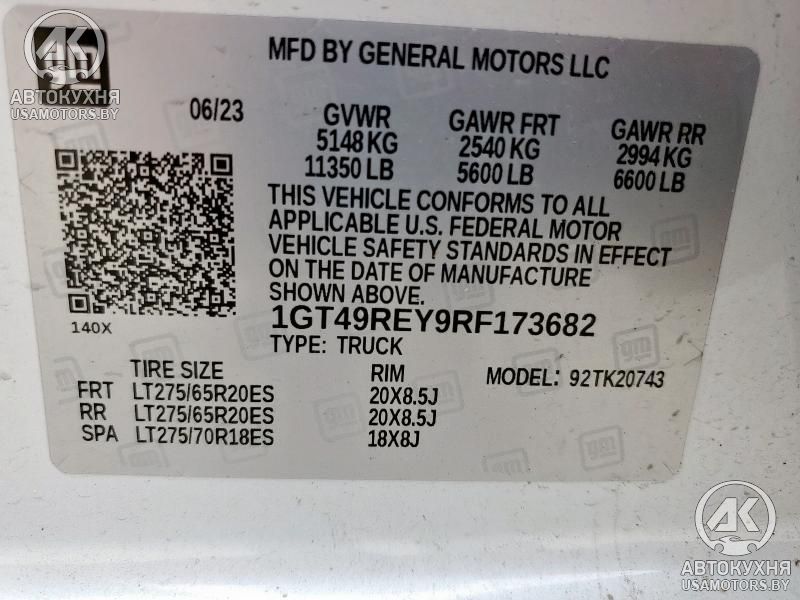 gm
MFD BY GENERAL MOTORS LLC
АВТОКУХНЯ
USAMOTORS.BY
06/23
GVWR
5148 KG
11350 LB
GAWR FRT
2540 KG
5600 LB
GAWR RR
2994 KG
6600 LB
THIS VEHICLE CONFORMS TO ALL
APPLICABLE U.S. FEDERAL MOTOR
VEHICLE SAFETY STANDARDS IN EFFECT
ON THE DATE OF MANUFACTURE
SHOWN ABOVE.
140X
1GT49REY9RF173682
TYPE: TRUCK
TIRE SIZE
RIM
MODEL: 92TK20743
FRT LT275/65R20ES 20X8.5J
RR LT275/65R20ES 20X8.5J
SPA LT275/70R18ES 18X8J
АК
АВТОКУХНЯ
USAMOTORS.BY